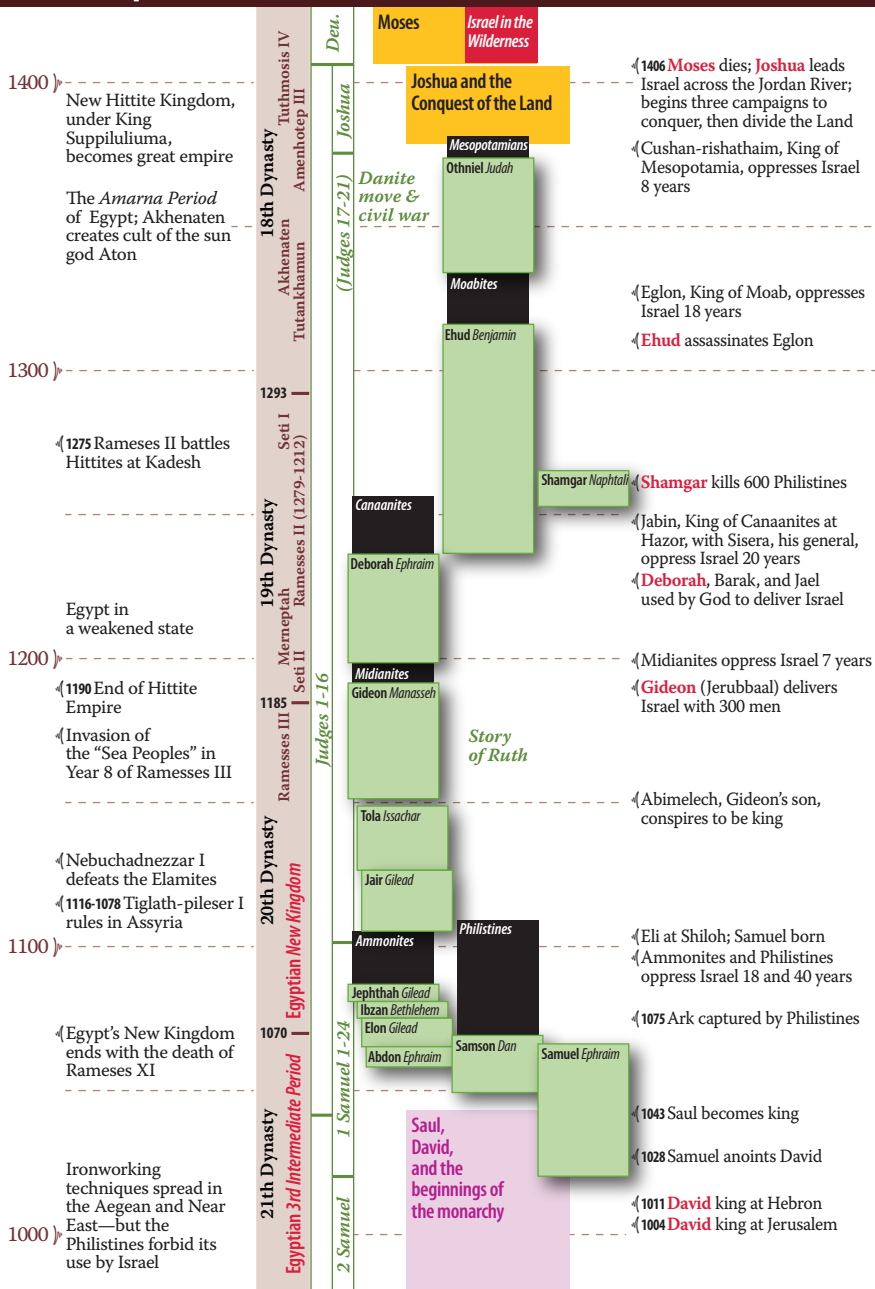 Deu.
Joshua
(Judges 17-21)
Judges 1-16
1 Samuel 1-24
2 Samuel
Moses
Israel in the
Wilderness
1400
New Hittite Kingdom,
under King
Suppiluliuma,
becomes great empire
The Amarna Period
of Egypt; Akhenaten
creates cult of the sun
god Aton
1300
1275 Rameses II battles
Hittites at Kadesh
Egypt in
a weakened state
1200
1190 End of Hittite
Empire
Invasion of
the “Sea Peoples” in
Year 8 of Ramesses III
Nebuchadnezzar I
defeats the Elamites
1116-1078 Tiglath-pileser I
rules in Assyria
1100
Egypt's New Kingdom
ends with the death of
Rameses XI
Ironworking
techniques spread in
the Aegean and Near
East—but the
Philistines forbid its
use by Israel
1000
18th Dynasty
Tuthmosis IV
Amenhotep III
Akhenaten
Tutankhamun
1293
19th Dynasty
Seti I
Ramesses II (1279-1212)
Merneptah
Seti II
1185
Ramesses III
20th Dynasty
Egyptian New Kingdom
1070
21th Dynasty
Egyptian 3rd Intermediate Period
Joshua and the
Conquest of the Land
Mesopotamians
Othniel Judah
Danite
move &
civil war
Moabites
Ehud Benjamin
Shamgar Naphtali
Canaanites
Deborah Ephraim
Midianites
Gideon Manasseh
Story
of Ruth
Tola Issachar
Jair Gilead
Ammonites
Philistines
Jephthah Gilead
Ibzan Bethlehem
Elon Gilead
Abdon Ephraim
Samson Dan
Samuel Ephraim
Saul,
David,
and the
beginnings of
the monarchy
1406 Moses dies; Joshua leads
Israel across the Jordan River;
begins three campaigns to
conquer, then divide the Land
Cushan-rishathaim, King of
Mesopotamia, oppresses Israel
8 years
Eglon, King of Moab, oppresses
Israel 18 years
Ehud assassinates Eglon
Shamgar kills 600 Philistines
Jabin, King of Canaanites at
Hazor, with Sisera, his general,
oppress Israel 20 years
Deborah, Barak, and Jael
used by God to deliver Israel
Midianites oppress Israel 7 years
Gideon (Jerubbaal) delivers
Israel with 300 men
Abimelech, Gideon's son,
conspires to be king
Eli at Shiloh; Samuel born
Ammonites and Philistines
oppress Israel 18 and 40 years
1075 Ark captured by Philistines
1043 Saul becomes king
1028 Samuel anoints David
1011 David king at Hebron
1004 David king at Jerusalem